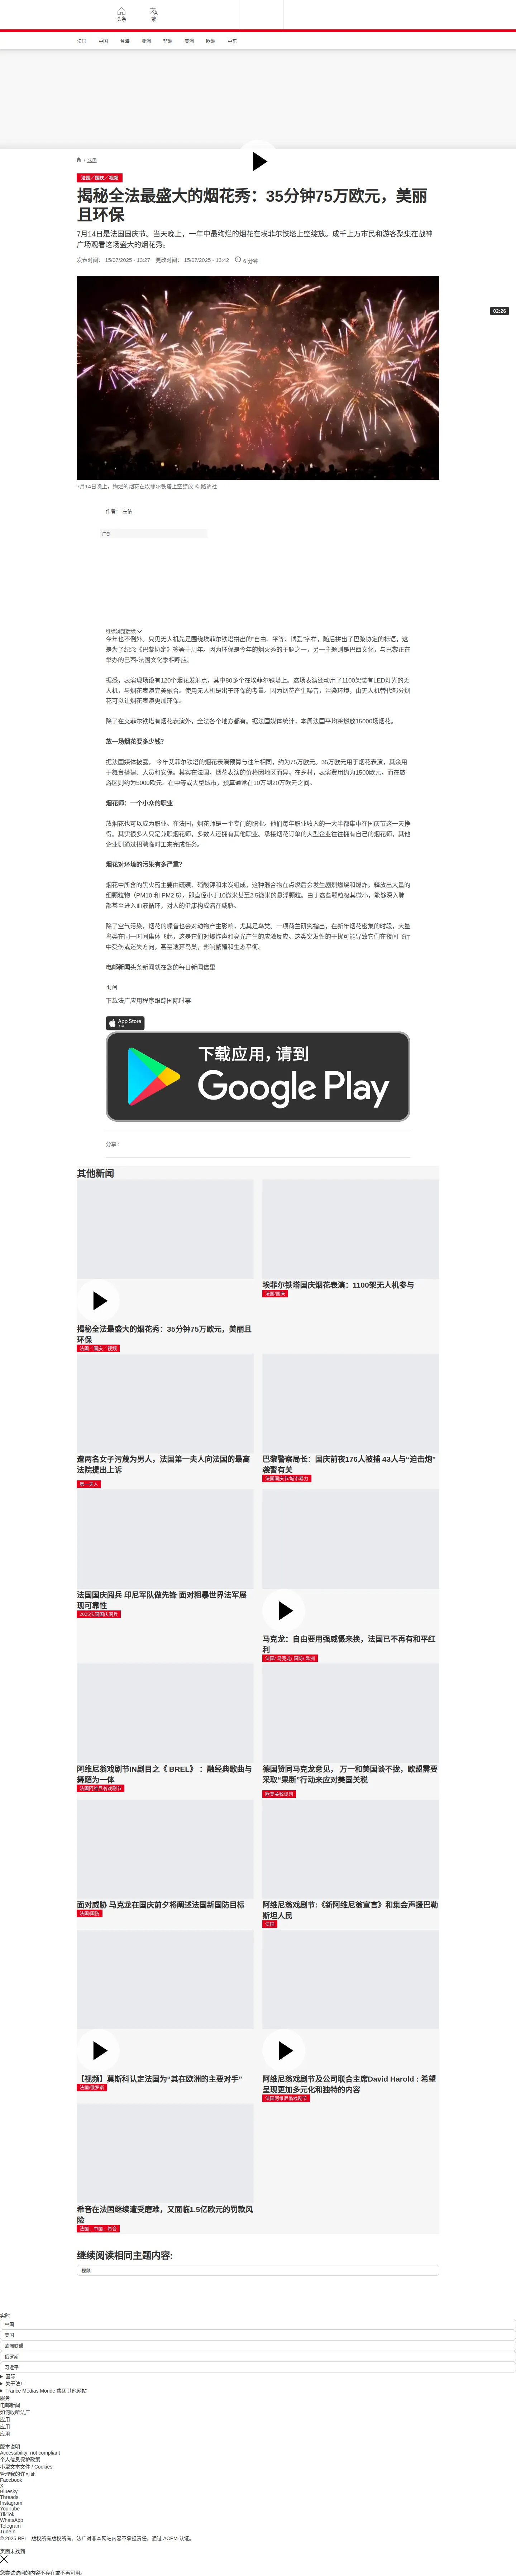 头条
繁
法国
中国
台海
亚洲
非洲
美洲
欧洲
中东
/ 法国
法国／国庆／视频
揭秘全法最盛大的烟花秀：35分钟75万欧元，美丽
且环保
7月14日是法国国庆节。当天晚上，一年中最绚烂的烟花在埃菲尔铁塔上空绽放。成千上万市民和游客聚集在战神
广场观看这场盛大的烟花秀。
发表时间： 15/07/2025 - 13:27 更改时间： 15/07/2025 - 13:42 6 分钟
02:26
7月14日晚上，绚烂的烟花在埃菲尔铁塔上空绽放 © 路透社
作者： 左侬
广告
继续浏览后续
今年也不例外。只见无人机先是围绕埃菲尔铁塔拼出的“自由、平等、博爱”字样，随后拼出了巴黎协定的标语，这
是为了纪念《巴黎协定》签署十周年。因为环保是今年的烟火秀的主题之一，另一主题则是巴西文化，与巴黎正在
举办的巴西-法国文化季相呼应。
据悉，表演现场设有120个烟花发射点，其中80多个在埃菲尔铁塔上。这场表演还动用了1100架装有LED灯光的无
人机，与烟花表演完美融合。使用无人机是出于环保的考量。因为烟花产生噪音，污染环境，由无人机替代部分烟
花可以让烟花表演更加环保。
除了在艾菲尔铁塔有烟花表演外，全法各个地方都有。据法国媒体统计，本周法国平均将燃放15000场烟花。
放一场烟花要多少钱？
据法国媒体披露， 今年艾菲尔铁塔的烟花表演预算与往年相同，约为75万欧元。35万欧元用于烟花表演，其余用
于舞台搭建、人员和安保。其实在法国，烟花表演的价格因地区而异。在乡村，表演费用约为1500欧元，而在旅
游区则约为5000欧元。在中等或大型城市，预算通常在10万到20万欧元之间。
烟花师：一个小众的职业
放烟花也可以成为职业。在法国，烟花师是一个专门的职业。他们每年职业收入的一大半都集中在国庆节这一天挣
得。其实很多人只是兼职烟花师，多数人还拥有其他职业。承接烟花订单的大型企业往往拥有自己的烟花师，其他
企业则通过招聘临时工来完成任务。
烟花对环境的污染有多严重？
烟花中所含的黑火药主要由硫磺、硝酸钾和木炭组成，这种混合物在点燃后会发生剧烈燃烧和爆炸，释放出大量的
细颗粒物（PM10 和 PM2.5），即直径小于10微米甚至2.5微米的悬浮颗粒。由于这些颗粒极其微小，能够深入肺
部甚至进入血液循环，对人的健康构成潜在威胁。
除了空气污染，烟花的噪音也会对动物产生影响，尤其是鸟类。一项荷兰研究指出，在新年烟花密集的时段，大量
鸟类在同一时间集体飞起，这是它们对爆炸声和亮光产生的应激反应。这类突发性的干扰可能导致它们在夜间飞行
中受伤或迷失方向，甚至遗弃鸟巢，影响繁殖和生态平衡。
电邮新闻头条新闻就在您的每日新闻信里
订阅
下载法广应用程序跟踪国际时事
App Store
下载应用，请到
Google Play
分享 :
其他新闻
揭秘全法最盛大的烟花秀：35分钟75万欧元，美丽且
环保
法国／国庆／视频
埃菲尔铁塔国庆烟花表演：1100架无人机参与
法国/国庆
遭两名女子污蔑为男人，法国第一夫人向法国的最高
法院提出上诉
第一夫人
巴黎警察局长：国庆前夜176人被捕 43人与“迫击炮”
袭警有关
法国国庆节/城市暴力
法国国庆阅兵 印尼军队做先锋 面对粗暴世界法军展
现可靠性
2025法国国庆阅兵
马克龙：自由要用强威慑来换，法国已不再有和平红
利
法国/ 马克龙/ 国防/ 欧洲
阿维尼翁戏剧节IN剧目之《 BREL》 ： 融经典歌曲与
舞蹈为一体
法国阿维尼翁戏剧节
德国赞同马克龙意见， 万一和美国谈不拢，欧盟需要
采取“果断”行动来应对美国关税
欧美关税谈判
面对威胁 马克龙在国庆前夕将阐述法国新国防目标
法国/国防
阿维尼翁戏剧节:《新阿维尼翁宣言》和集会声援巴勒
斯坦人民
法国
【视频】莫斯科认定法国为“其在欧洲的主要对手”
法国/俄罗斯
阿维尼翁戏剧节及公司联合主席David Harold : 希望
呈现更加多元化和独特的内容
法国阿维尼翁戏剧节
希音在法国继续遭受磨难，又面临1.5亿欧元的罚款风
险
法国、中国、希音
继续阅读相同主题内容:
视频
实时
中国
美国
欧洲联盟
俄罗斯
习近平
国际
关于法广
France Médias Monde 集团其他网站
服务
电邮新闻
如何收听法广
应用
应用
应用
版本说明
Accessibility: not compliant
个人信息保护政策
小型文本文件 / Cookies
管理我的许可证
Facebook
X
Bluesky
Threads
Instagram
YouTube
TikTok
WhatsApp
Telegram
TuneIn
© 2025 RFI – 版权所有版权所有。法广对非本网站内容不承担责任。通过 ACPM 认证。
页面未找到
您尝试访问的内容不存在或不再可用。